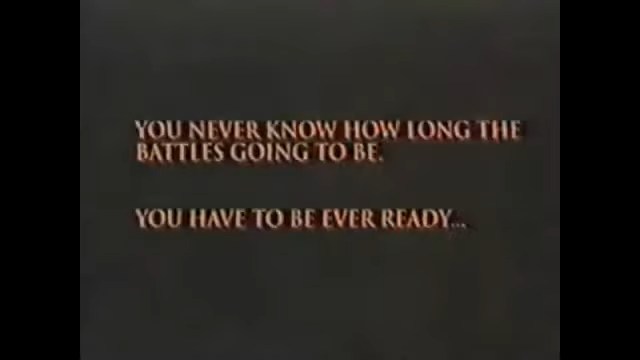 YOU NEVER KNOW HOW LONG THE
BATTLES GOING TO BE.
YOU HAVE TO BE EVER READY...